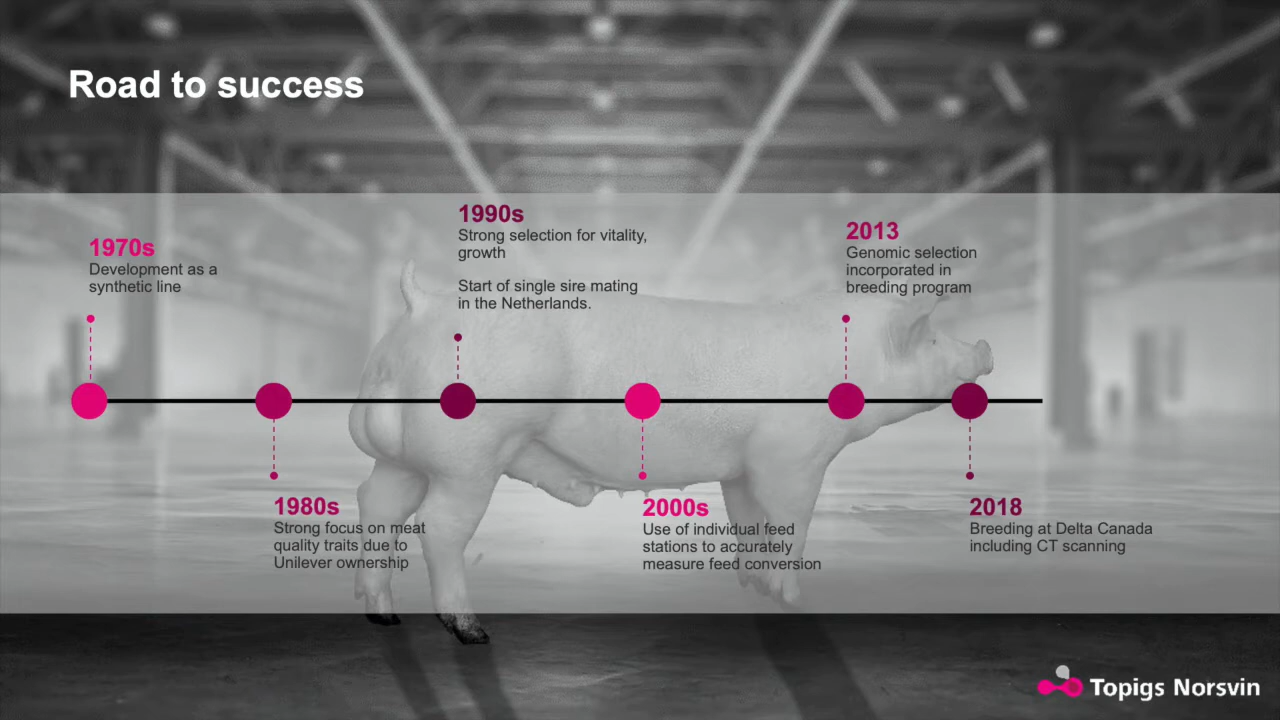 Road to success
1970s
Development as a
synthetic line
1980s
Strong focus on meat
quality traits due to
Unilever ownership
1990s
Strong selection for vitality,
growth
Start of single sire mating
in the Netherlands.
2000s
Use of individual feed
stations to accurately
measure feed conversion
2013
Genomic selection
incorporated in
breeding program
2018
Breeding at Delta Canada
including CT scanning
Topigs Norsvin